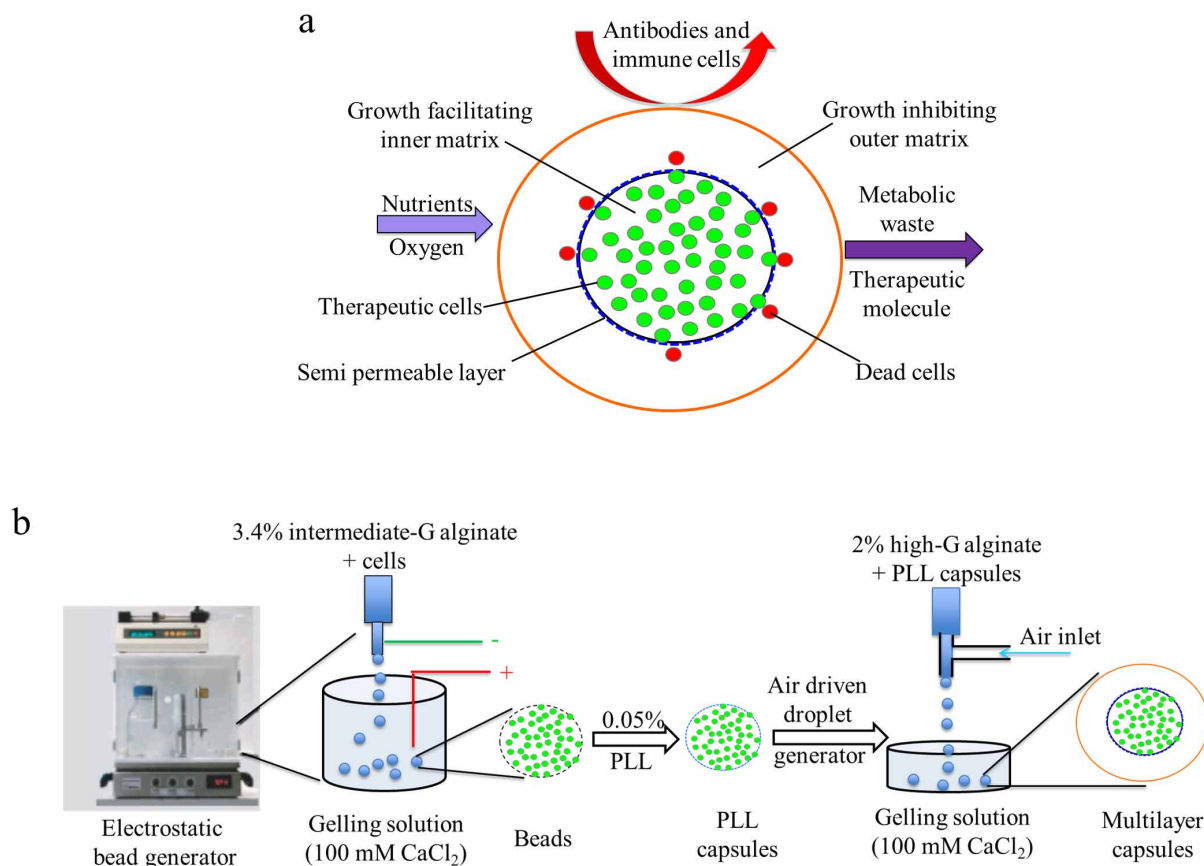 a
Antibodies and
immune cells
Growth facilitating
inner matrix
Growth inhibiting
outer matrix
Nutrients
Oxygen
Metabolic
waste
Therapeutic
molecule
Therapeutic cells
Semi permeable layer
Dead cells
b
3.4% intermediate-G alginate
+ cells
2% high-G alginate
+ PLL capsules
-
+
Air inlet
0.05%
PLL
Air driven
droplet
generator
Electrostatic
bead generator
Gelling solution
(100 mM CaCl₂)
Beads
PLL
capsules
Gelling solution
(100 mM CaCl₂)
Multilayer
capsules